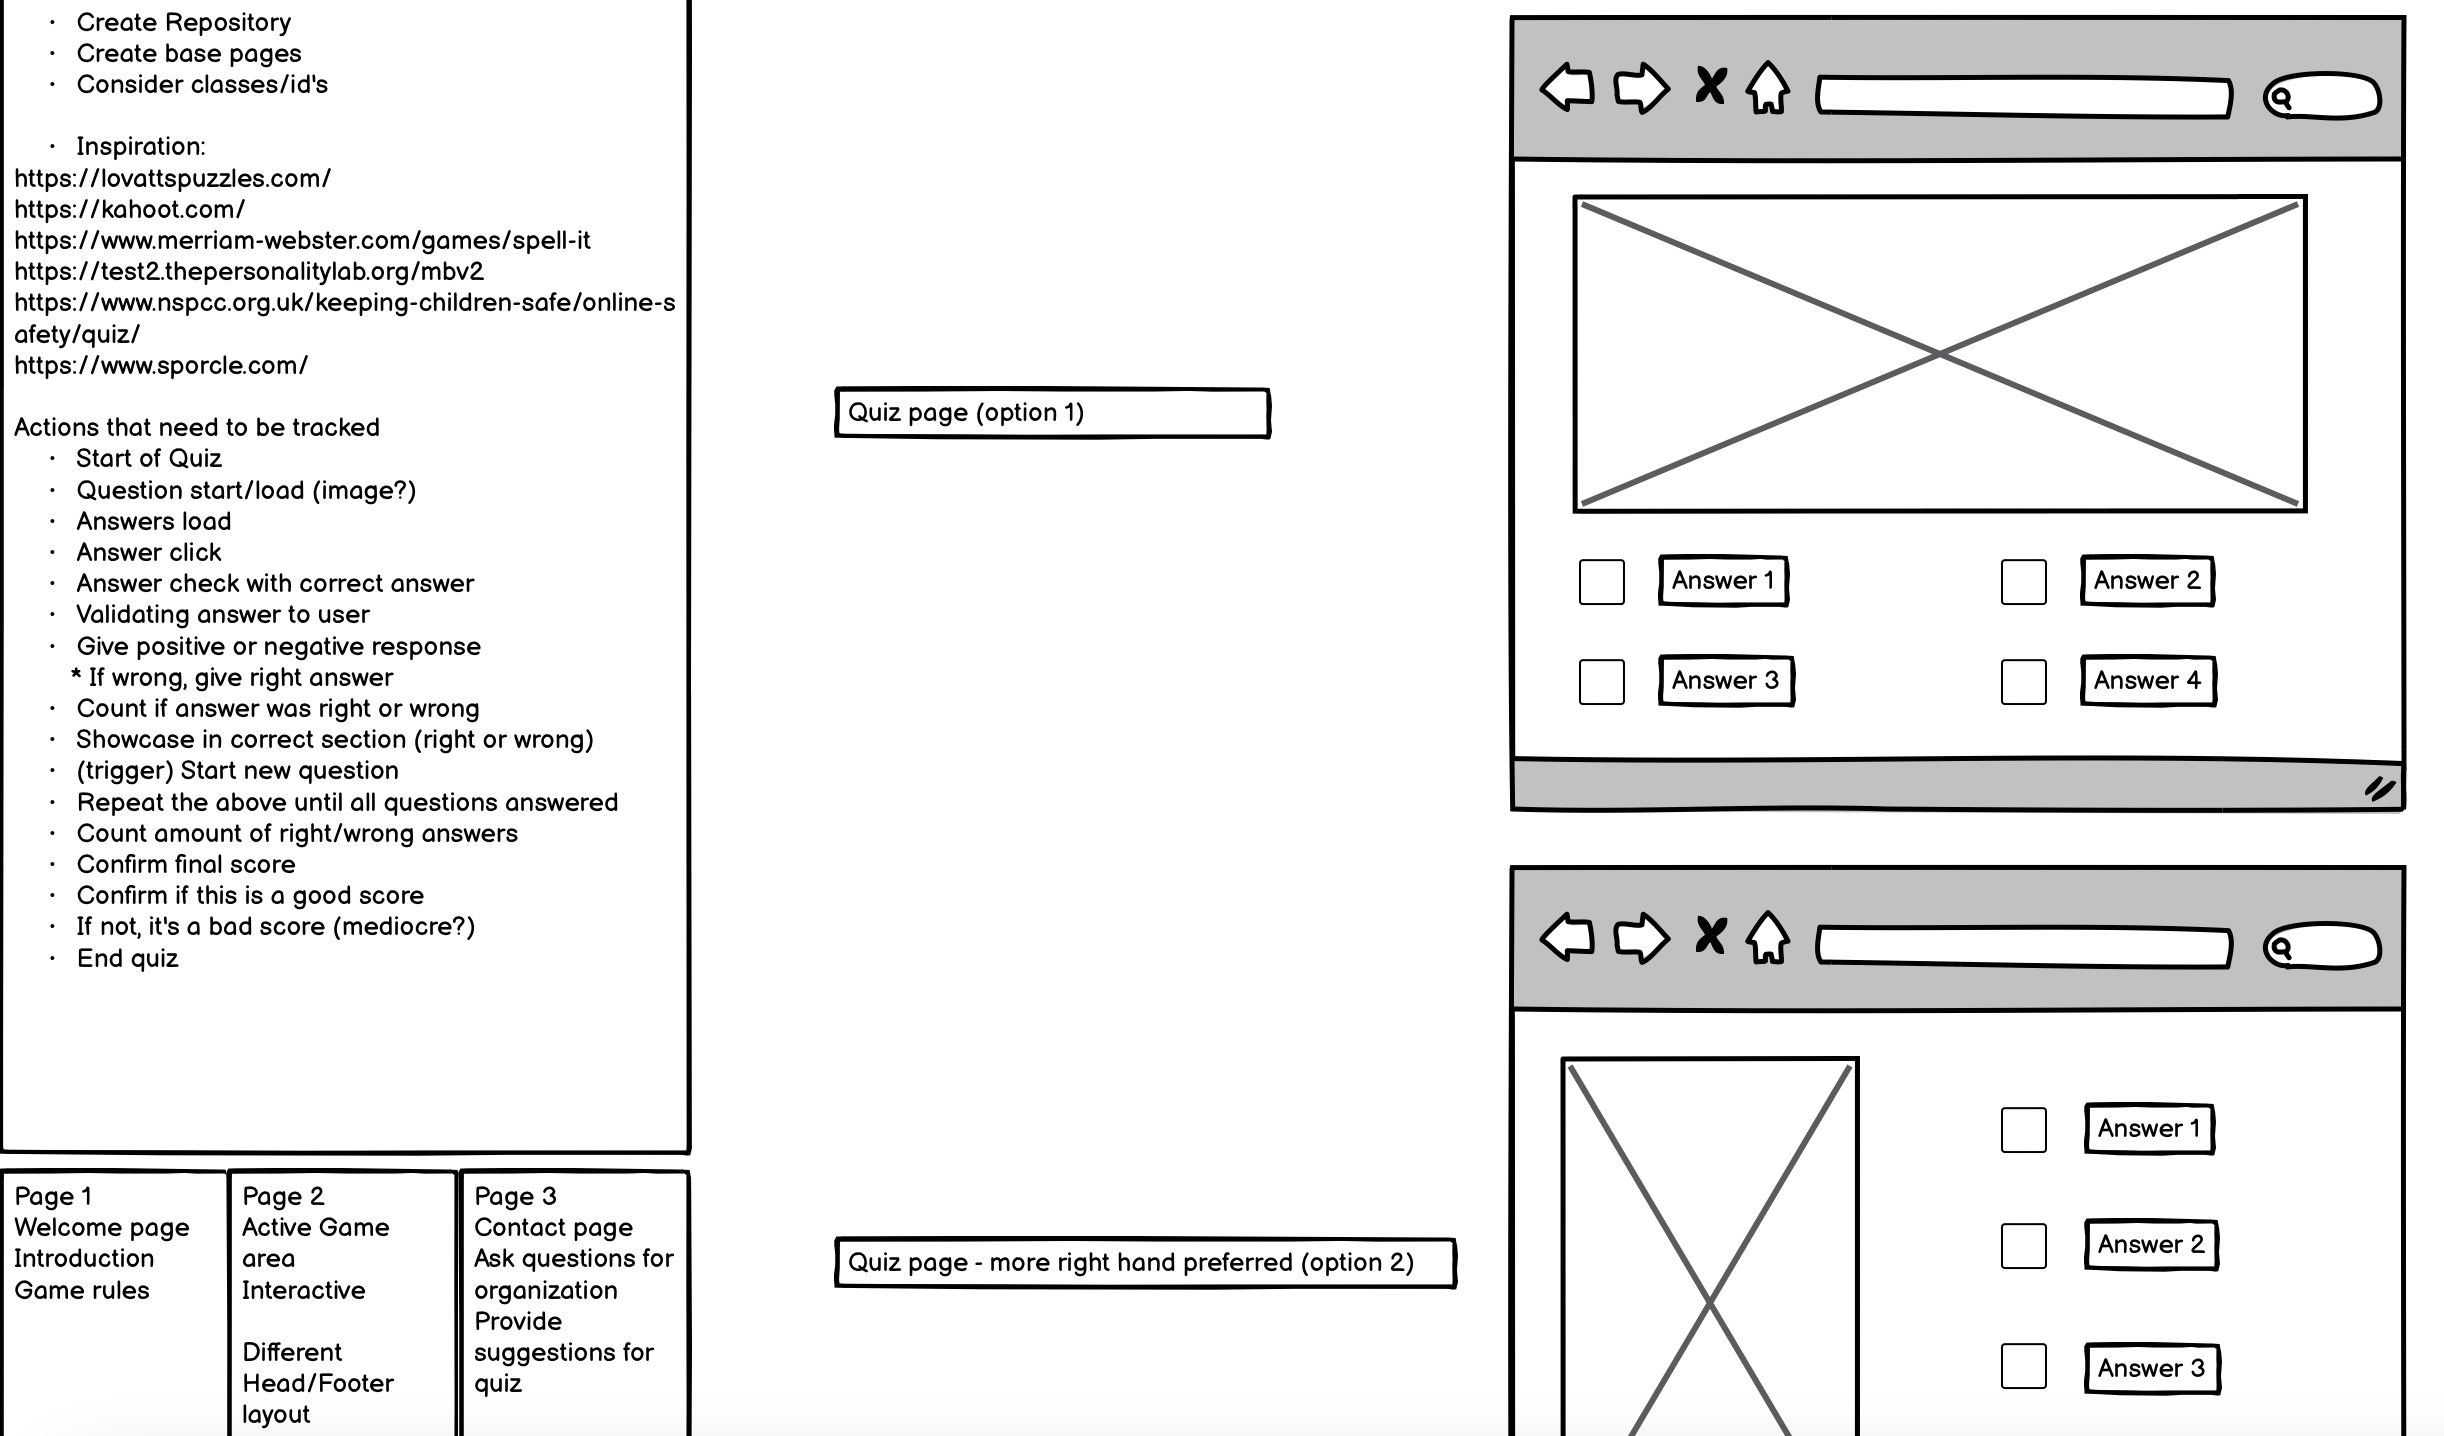 · Create Repository
· Create base pages
· Consider classes/id's
· Inspiration:
https://lovattspuzzles.com/
https://kahoot.com/
https://www.merriam-webster.com/games/spell-it
https://test2.thepersonalitylab.org/mbv2
https://www.nspcc.org.uk/keeping-children-safe/online-s
afety/quiz/
https://www.sporcle.com/
Actions that need to be tracked
· Start of Quiz
· Question start/load (image?)
· Answers load
· Answer click
· Answer check with correct answer
· Validating answer to user
· Give positive or negative response
* If wrong, give right answer
· Count if answer was right or wrong
· Showcase in correct section (right or wrong)
· (trigger) Start new question
· Repeat the above until all questions answered
· Count amount of right/wrong answers
· Confirm final score
· Confirm if this is a good score
· If not, it's a bad score (mediocre?)
· End quiz
Page 1
Welcome page
Introduction
Game rules
Page 2
Active Game
area
Interactive
Different
Head/Footer
layout
Page 3
Contact page
Ask questions for
organization
Provide
suggestions for
quiz
Quiz page (option 1)
Answer 1
Answer 2
Answer 3
Answer 4
Quiz page - more right hand preferred (option 2)
Answer 1
Answer 2
Answer 3